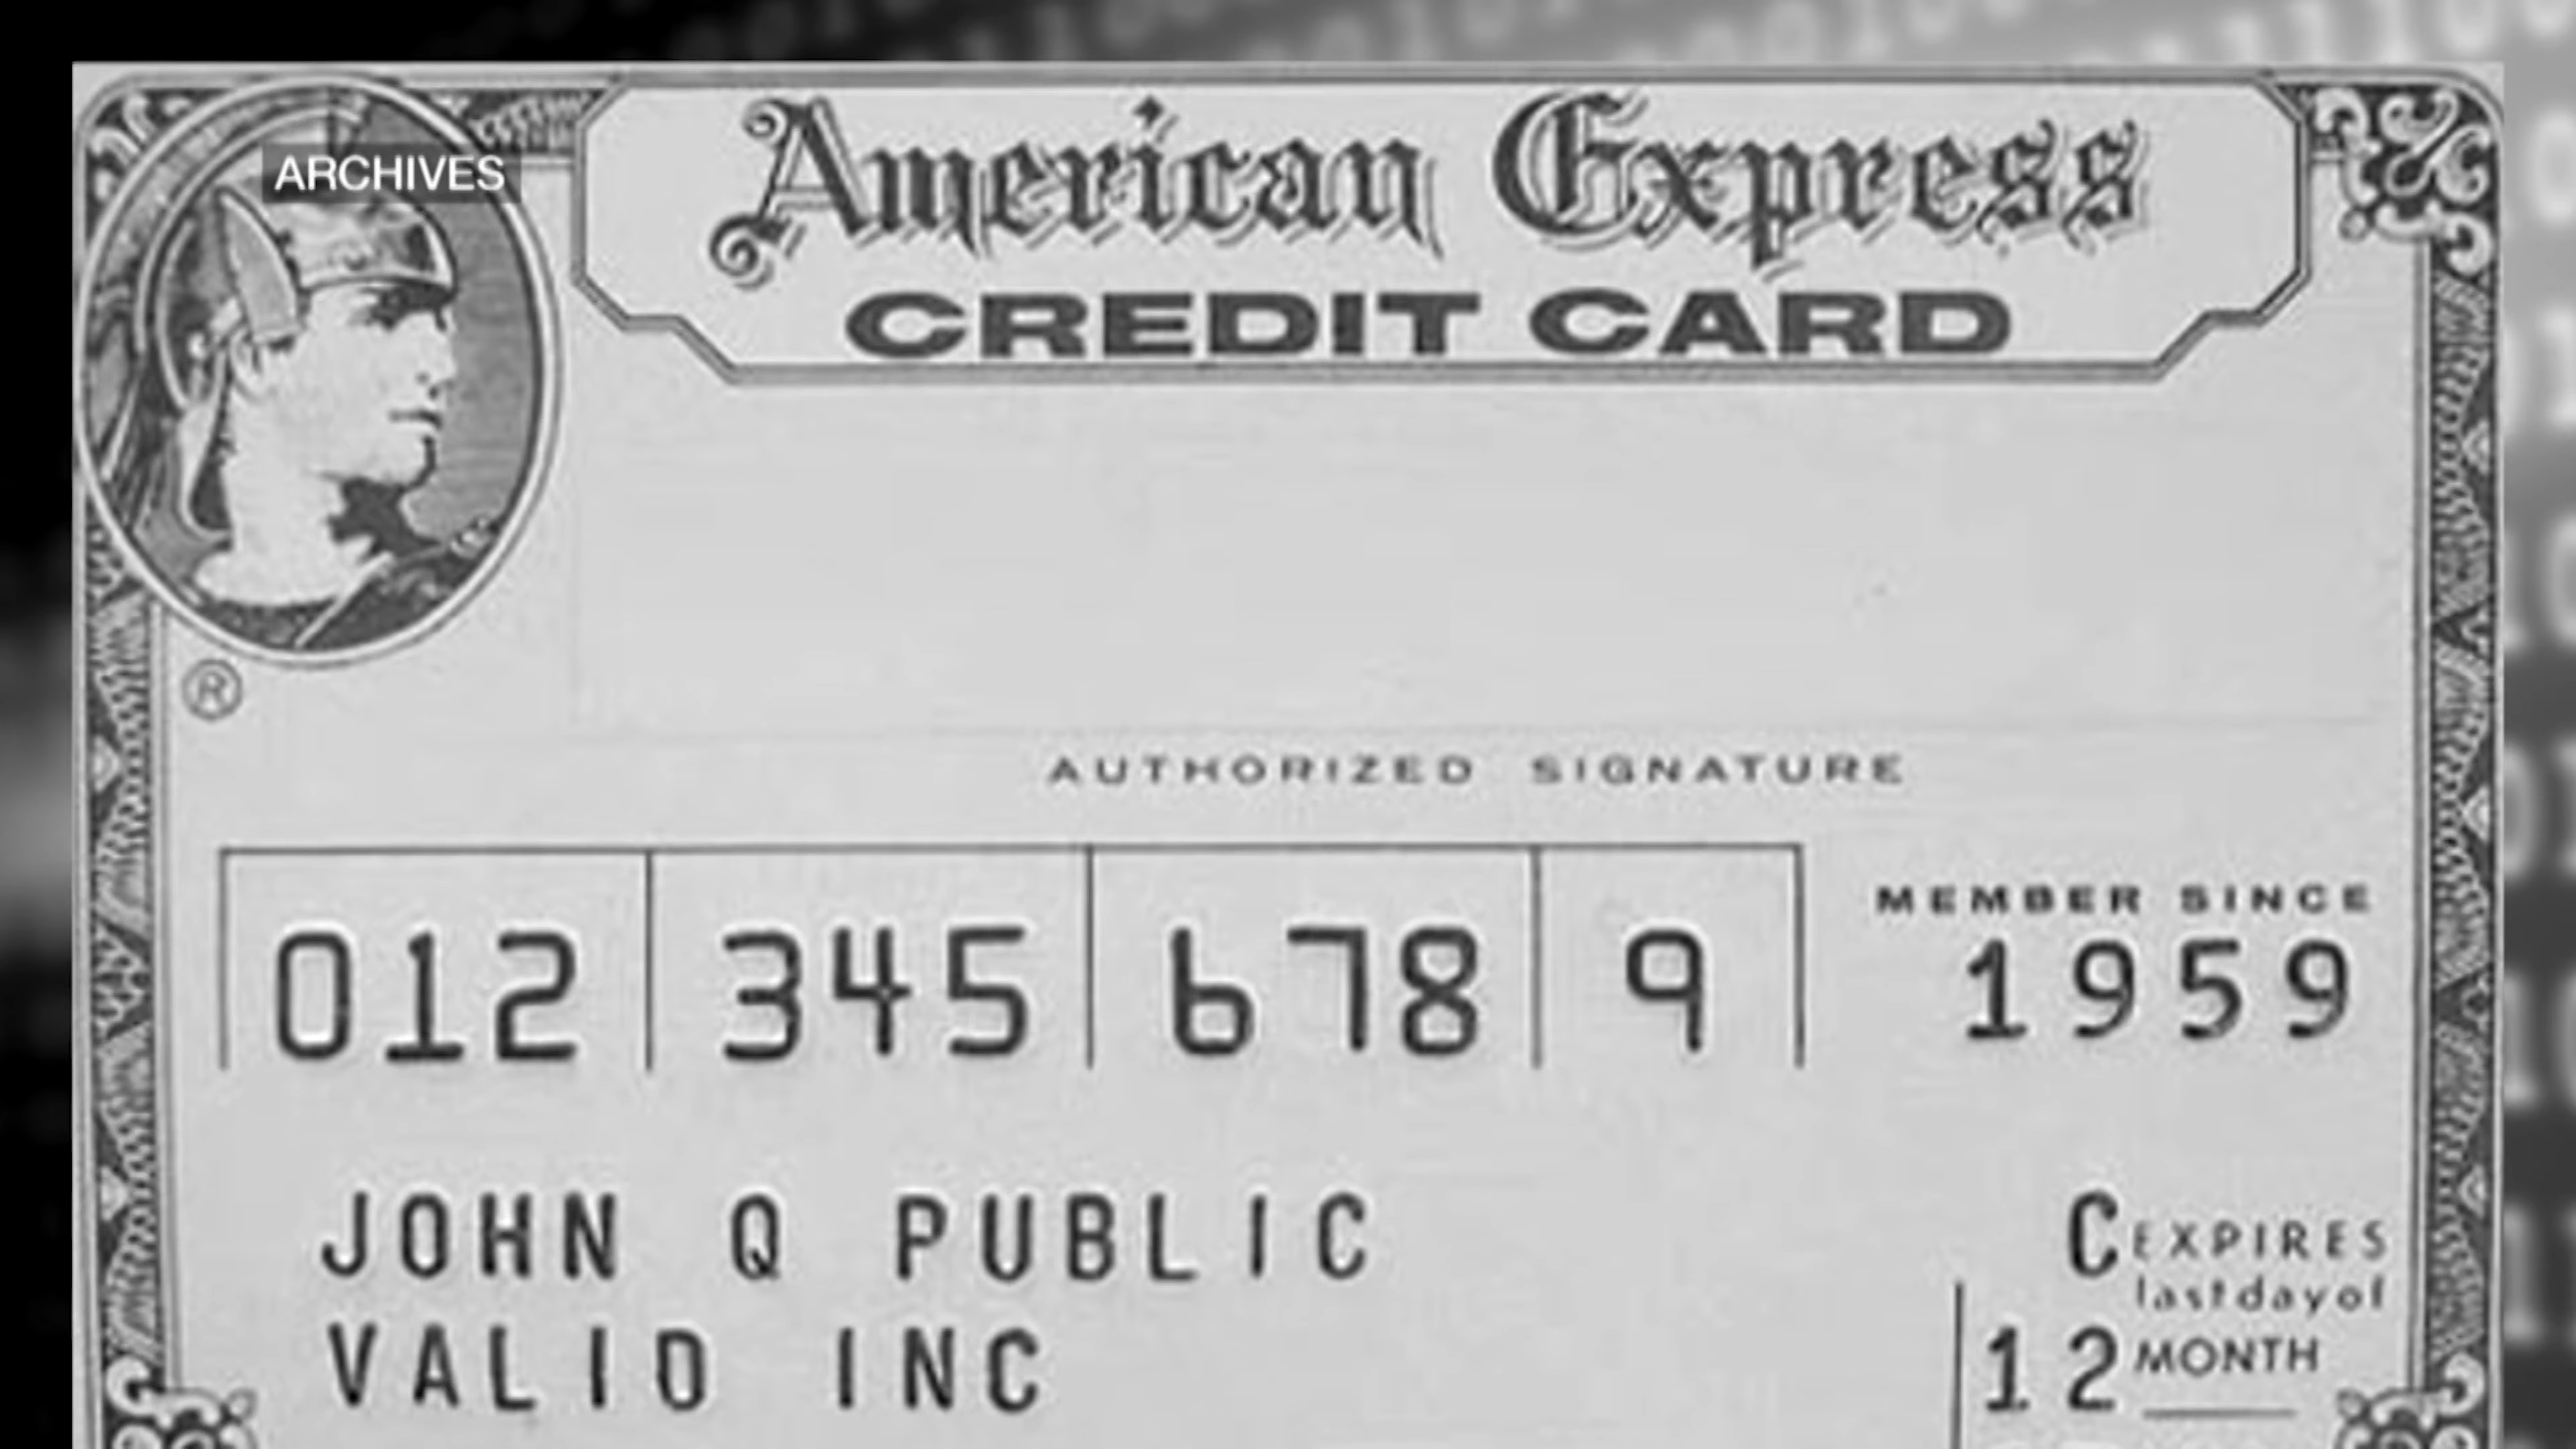 ARCHIVES
American Express
CREDIT CARD
®
AUTHORIZED SIGNATURE
012 345 678 9
MEMBER SINCE
1959
JOHN Q PUBLIC
C EXPIRES
last day of
VALID INC
12 MONTH